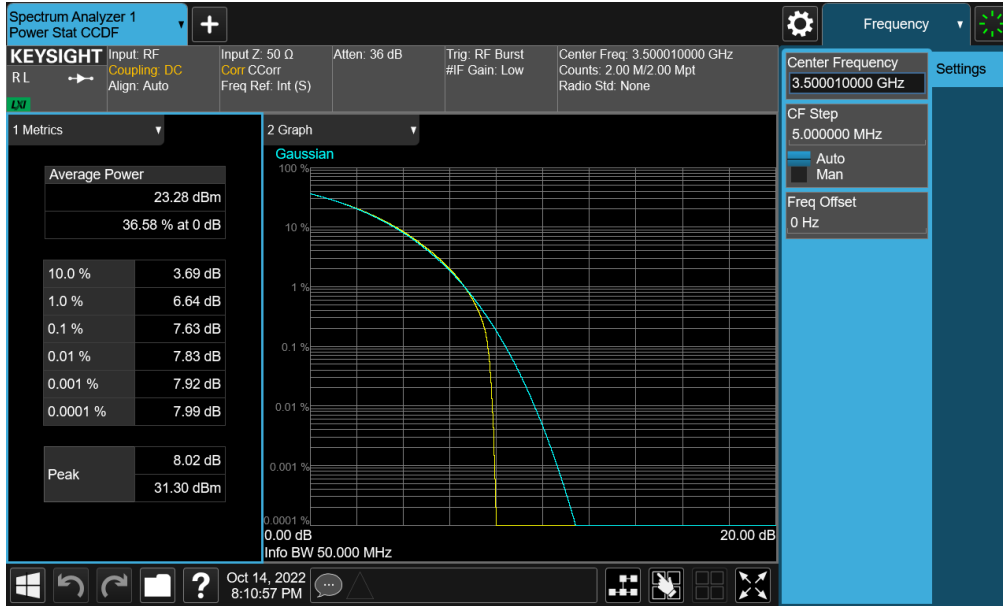 Spectrum Analyzer 1
Power Stat CCDF
Frequency
KEYSIGHT
RL
LXI
Input: RF
Coupling: DC
Align: Auto
Input Z: 50 Ω
Corr CCorr
Freq Ref: Int (S)
Atten: 36 dB
Trig: RF Burst
#IF Gain: Low
Center Freq: 3.500010000 GHz
Counts: 2.00 M/2.00 Mpt
Radio Std: None
Center Frequency
3.500010000 GHz
Settings
CF Step
5.000000 MHz
Auto
Man
Freq Offset
0 Hz
1 Metrics
Average Power
23.28 dBm
36.58 % at 0 dB
10.0 % 3.69 dB
1.0 % 6.64 dB
0.1 % 7.63 dB
0.01 % 7.83 dB
0.001 % 7.92 dB
0.0001 % 7.99 dB
Peak
8.02 dB
31.30 dBm
2 Graph
Gaussian
100 %
10 %
1 %
0.1 %
0.01 %
0.001 %
0.0001 %
0.00 dB 20.00 dB
Info BW 50.000 MHz
?
Oct 14, 2022
8:10:57 PM